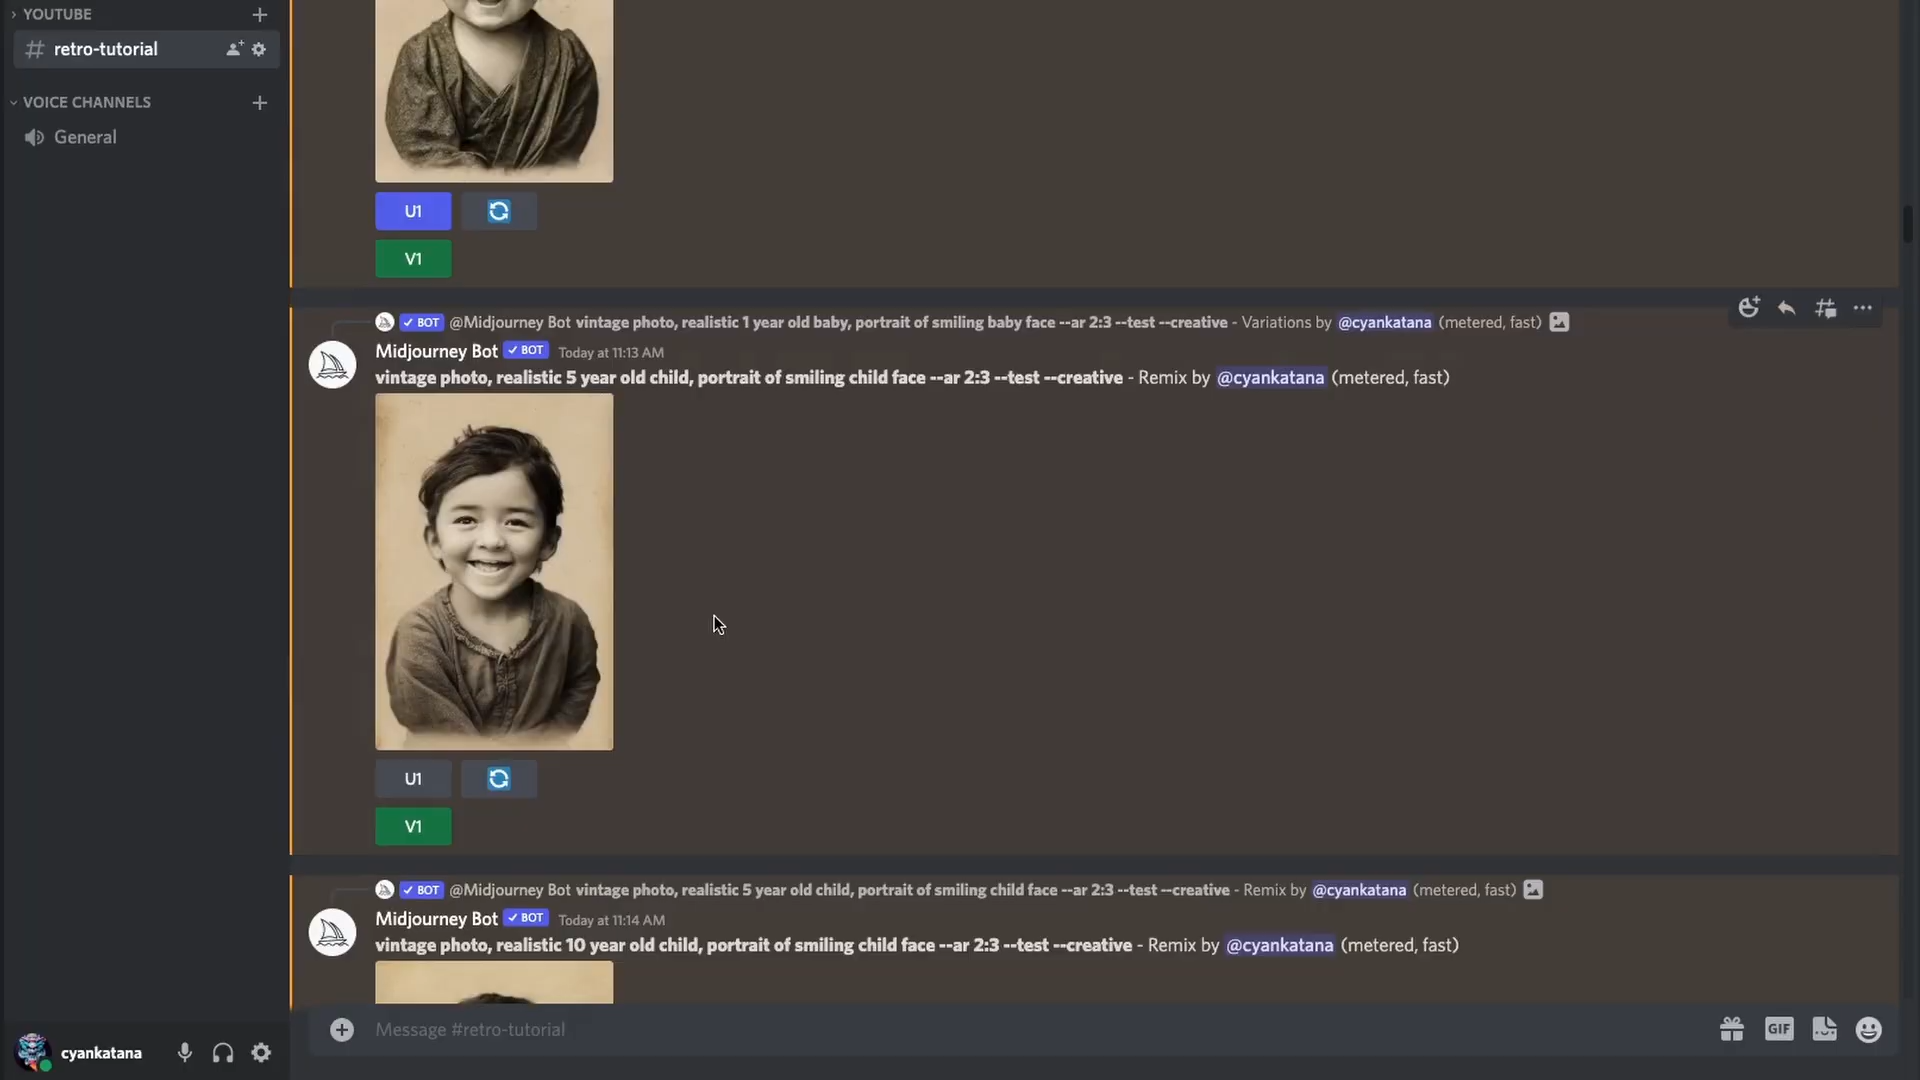 YOUTUBE
retro-tutorial
VOICE CHANNELS
General
U1
V1
BOT @Midjourney Bot vintage photo, realistic 1 year old baby, portrait of smiling baby face --ar 2:3 --test --creative - Variations by @cyankatana (metered, fast)
Midjourney Bot BOT Today at 11:13 AM
vintage photo, realistic 5 year old child, portrait of smiling child face --ar 2:3 --test --creative - Remix by @cyankatana (metered, fast)
U1
V1
BOT @Midjourney Bot vintage photo, realistic 5 year old child, portrait of smiling child face --ar 2:3 --test --creative - Remix by @cyankatana (metered, fast)
Midjourney Bot BOT Today at 11:14 AM
vintage photo, realistic 10 year old child, portrait of smiling child face --ar 2:3 --test --creative - Remix by @cyankatana (metered, fast)
Message #retro-tutorial
GIF
cyankatana